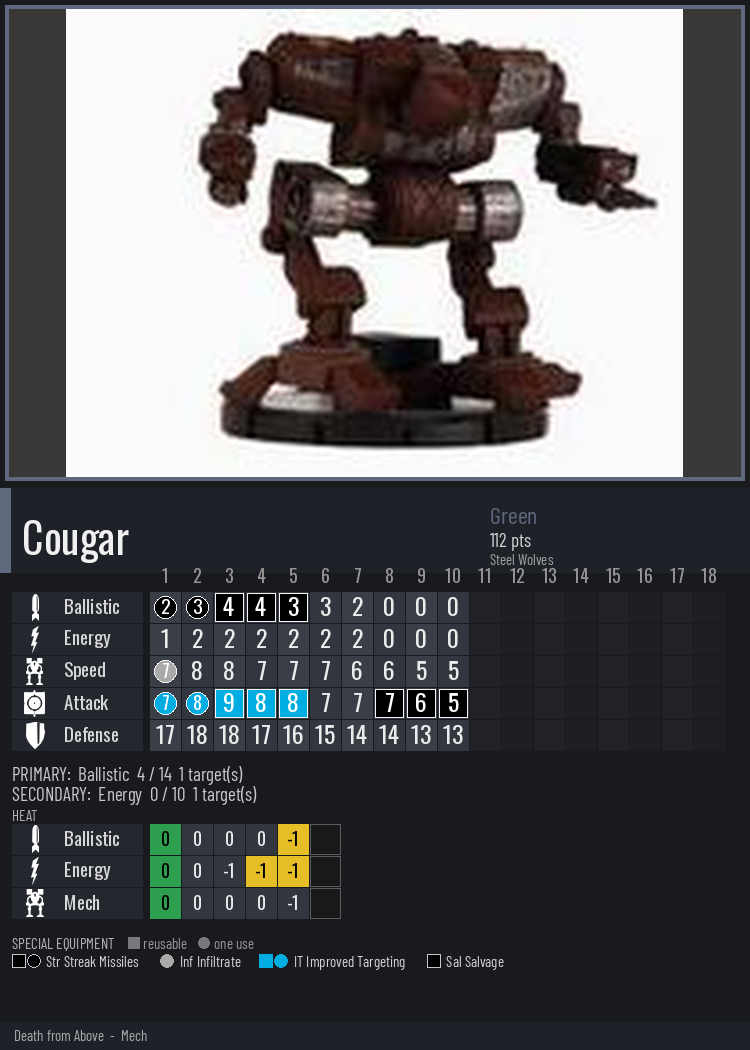 Cougar
Green
112 pts
Steel Wolves
1 2 3 4 5 6 7 8 9 10 11 12 13 14 15 16 17 18
Ballistic 2 3 4 4 3 3 2 0 0 0
Energy 1 2 2 2 2 2 2 0 0 0
Speed 7 8 8 7 7 7 6 6 5 5
Attack 7 8 9 8 8 7 7 7 6 5
Defense 17 18 18 17 16 15 14 14 13 13
PRIMARY: Ballistic 4 / 14 1 target(s)
SECONDARY: Energy 0 / 10 1 target(s)
HEAT
Ballistic 0 0 0 0 -1
Energy 0 0 -1 -1 -1
Mech 0 0 0 0 -1
SPECIAL EQUIPMENT reusable one use
Str Streak Missiles Inf Infiltrate IT Improved Targeting Sal Salvage
Death from Above - Mech